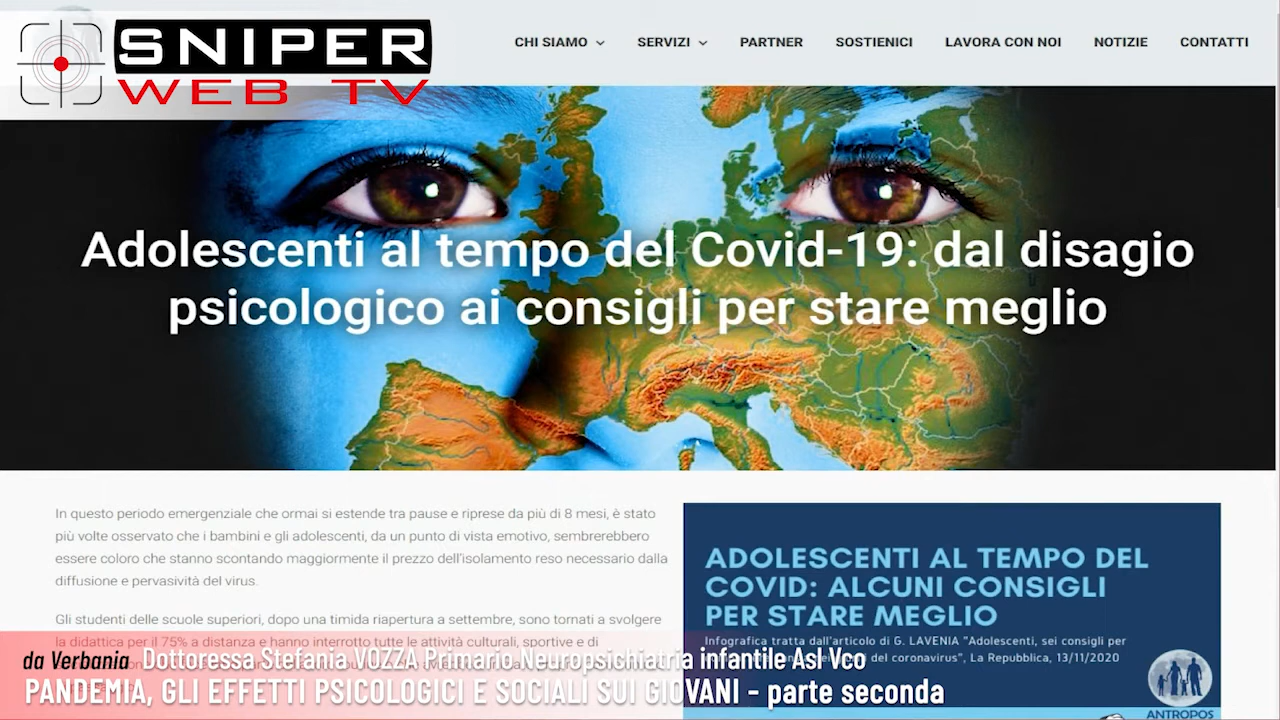 SNIPER
WEB TV
CHI SIAMO SERVIZI PARTNER SOSTIENICI LAVORA CON NOI NOTIZIE CONTATTI
Adolescenti al tempo del Covid-19: dal disagio
psicologico ai consigli per stare meglio
In questo periodo emergenziale che ormai si estende tra pause e riprese da più di 8 mesi, è stato
più volte osservato che i bambini e gli adolescenti, da un punto di vista emotivo, sembrerebbero
essere coloro che stanno scontando maggiormente il prezzo dell'isolamento reso necessario dalla
diffusione e pervasività del virus.
Gli studenti delle scuole superiori, dopo una timida riapertura a settembre, sono tornati a svolgere
la didattica per il 75% a distanza e hanno interrotto tutte le attività culturali, sportive e di
ADOLESCENTI AL TEMPO DEL
COVID: ALCUNI CONSIGLI
PER STARE MEGLIO
Infografica tratta dall'articolo di G. LAVENIA "Adolescenti, sei consigli per
del coronavirus", La Repubblica, 13/11/2020
ANTROPOS
da Verbania Dottoressa Stefania VOZZA Primario Neuropsichiatria infantile Asl Vco
PANDEMIA, GLI EFFETTI PSICOLOGICI E SOCIALI SUI GIOVANI - parte seconda